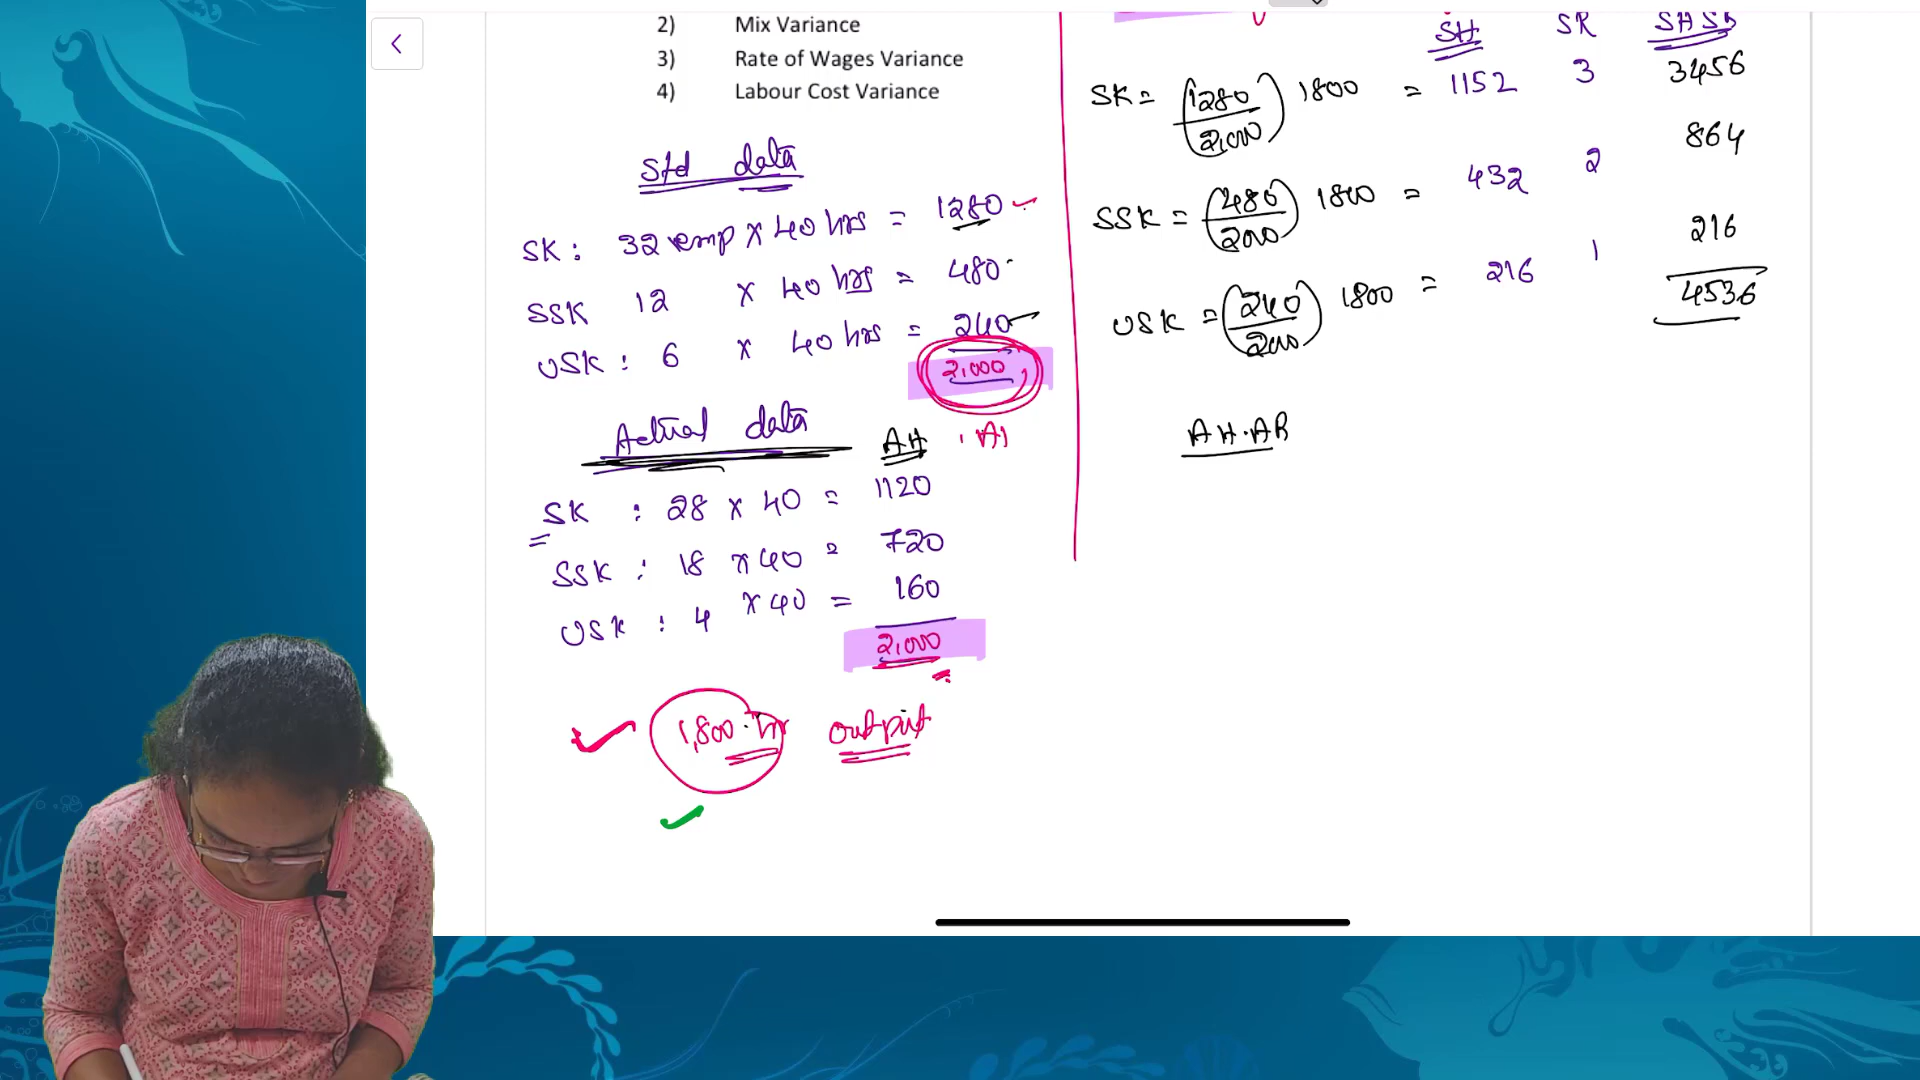 2) Mix Variance
3) Rate of Wages Variance
4) Labour Cost Variance
Std data
SK : 32 emp x 40 hrs = 1280
SSK 12 x 40 hrs = 480
USK : 6 x 40 hrs = 240
2,000
Actual data AH
SK : 28 x 40 = 1120
SSK : 18 x 40 = 720
USK : 4 x 40 = 160
2,000
1,800 hr output
SH SR
SK = (1280/2,000) 1800 = 1152 3 3456
SSK = (480/2000) 1800 = 432 2 864
USK = (240/2000) 1800 = 216 1 216
4536
AH.AR